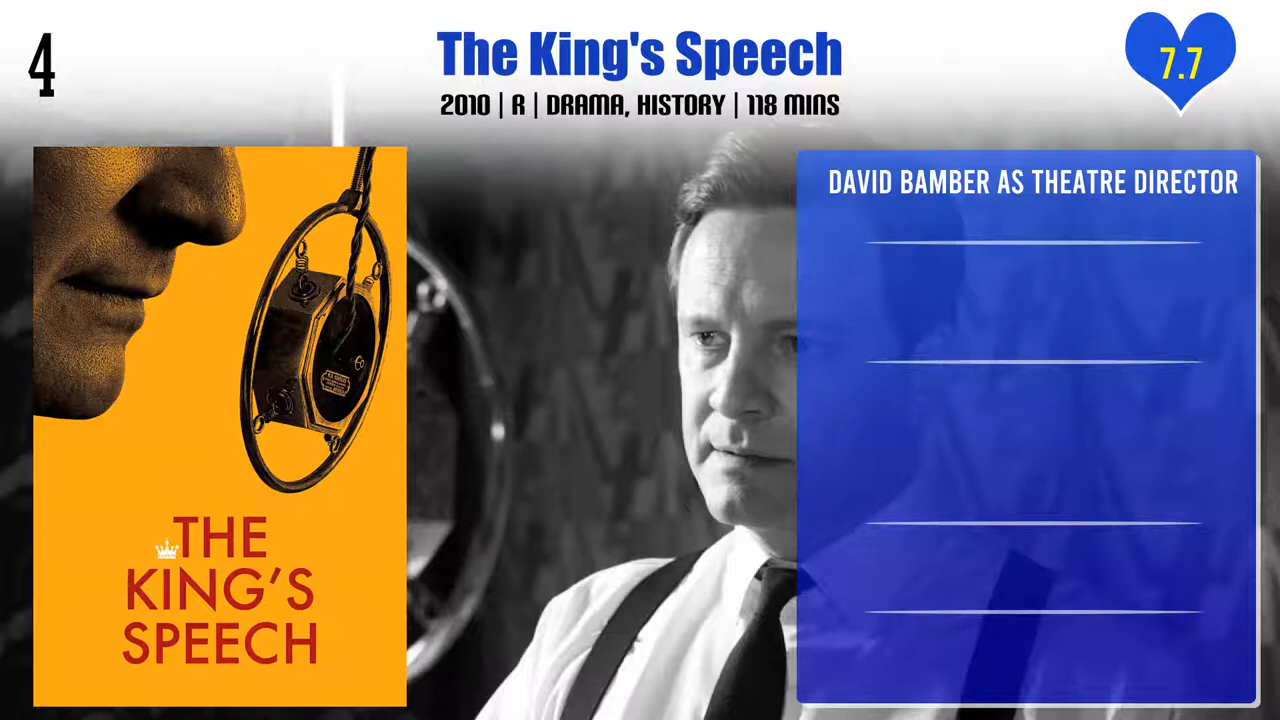 4
The King's Speech
2010 | R | DRAMA, HISTORY | 118 MINS
7.7
DAVID BAMBER AS THEATRE DIRECTOR
THE
KING'S
SPEECH